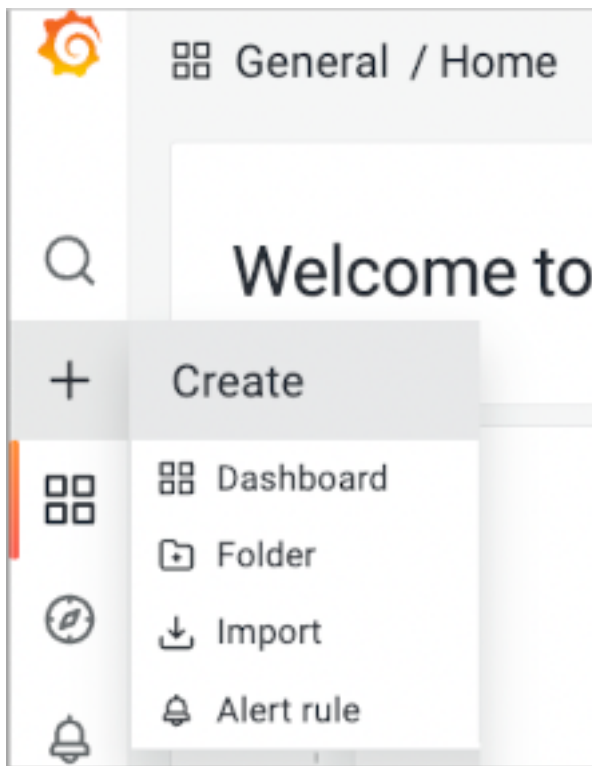 General / Home
Welcome to
Create
Dashboard
Folder
Import
Alert rule